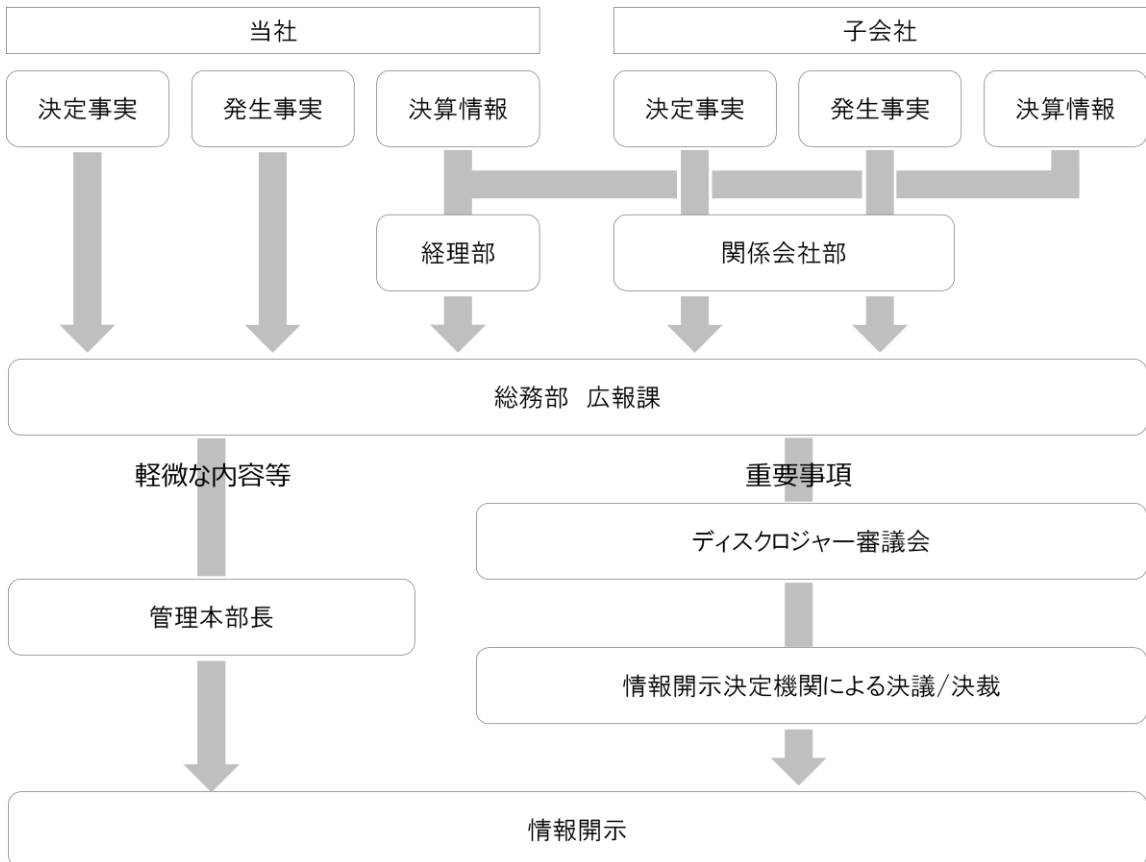 当社
子会社
決定事実
発生事実
決算情報
決定事実
発生事実
決算情報
経理部
関係会社部
総務部　広報課
軽微な内容等
重要事項
ディスクロジャー審議会
管理本部長
情報開示決定機関による決議/決裁
情報開示